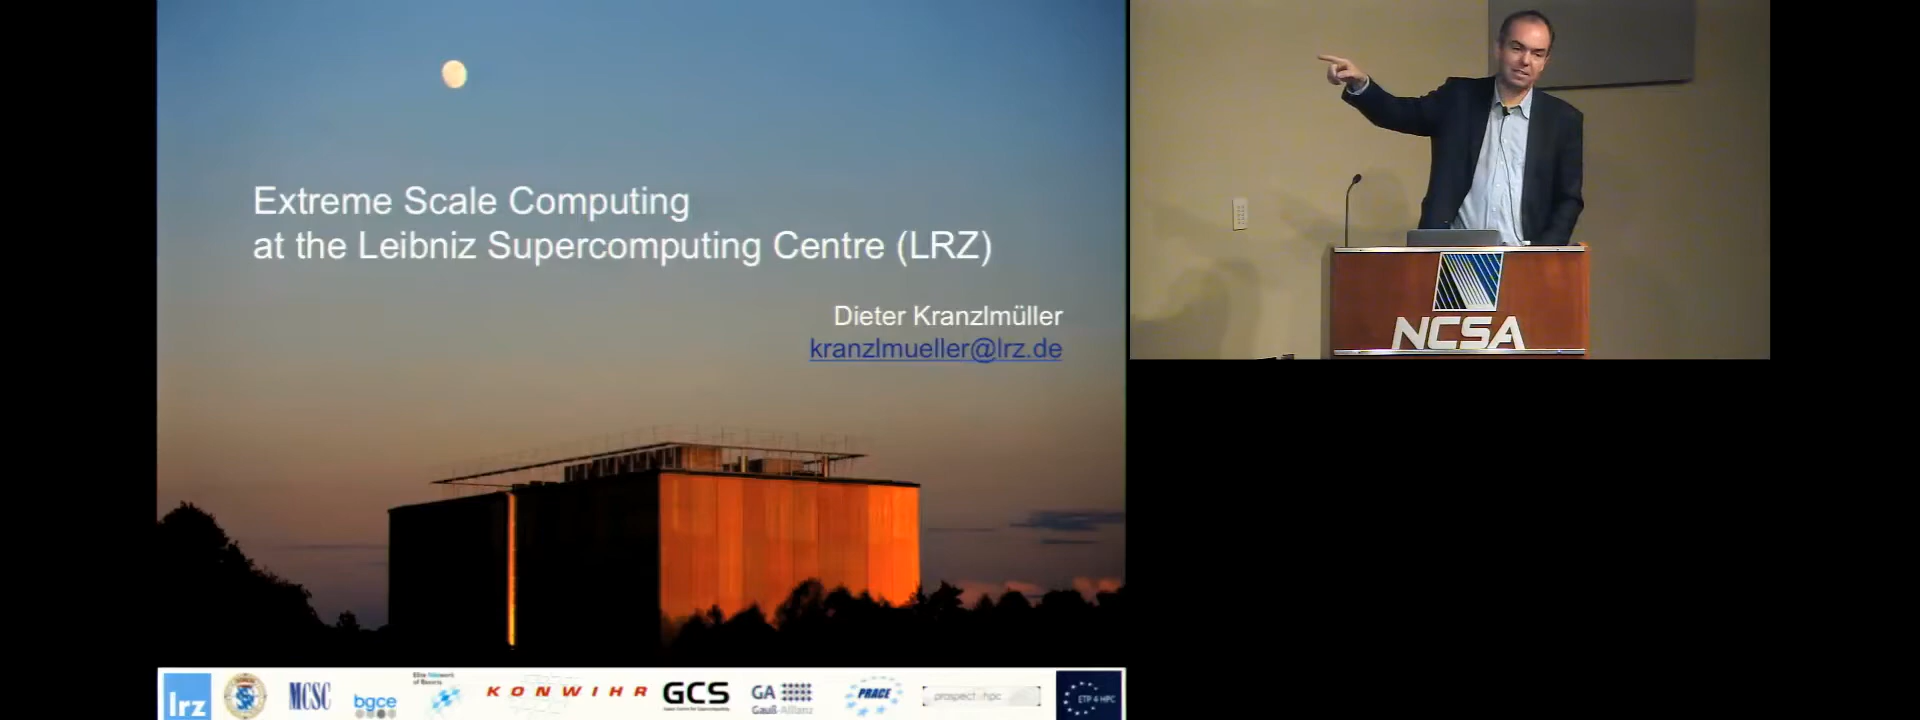 Extreme Scale Computing
at the Leibniz Supercomputing Centre (LRZ)
Dieter Kranzlmüller
kranzlmueller@lrz.de
NCSA
lrz
MCSC
bgce
KONWIHR
GCS
GA
Gauß-Allianz
PRACE
prospect hpc
ETP 4 HPC